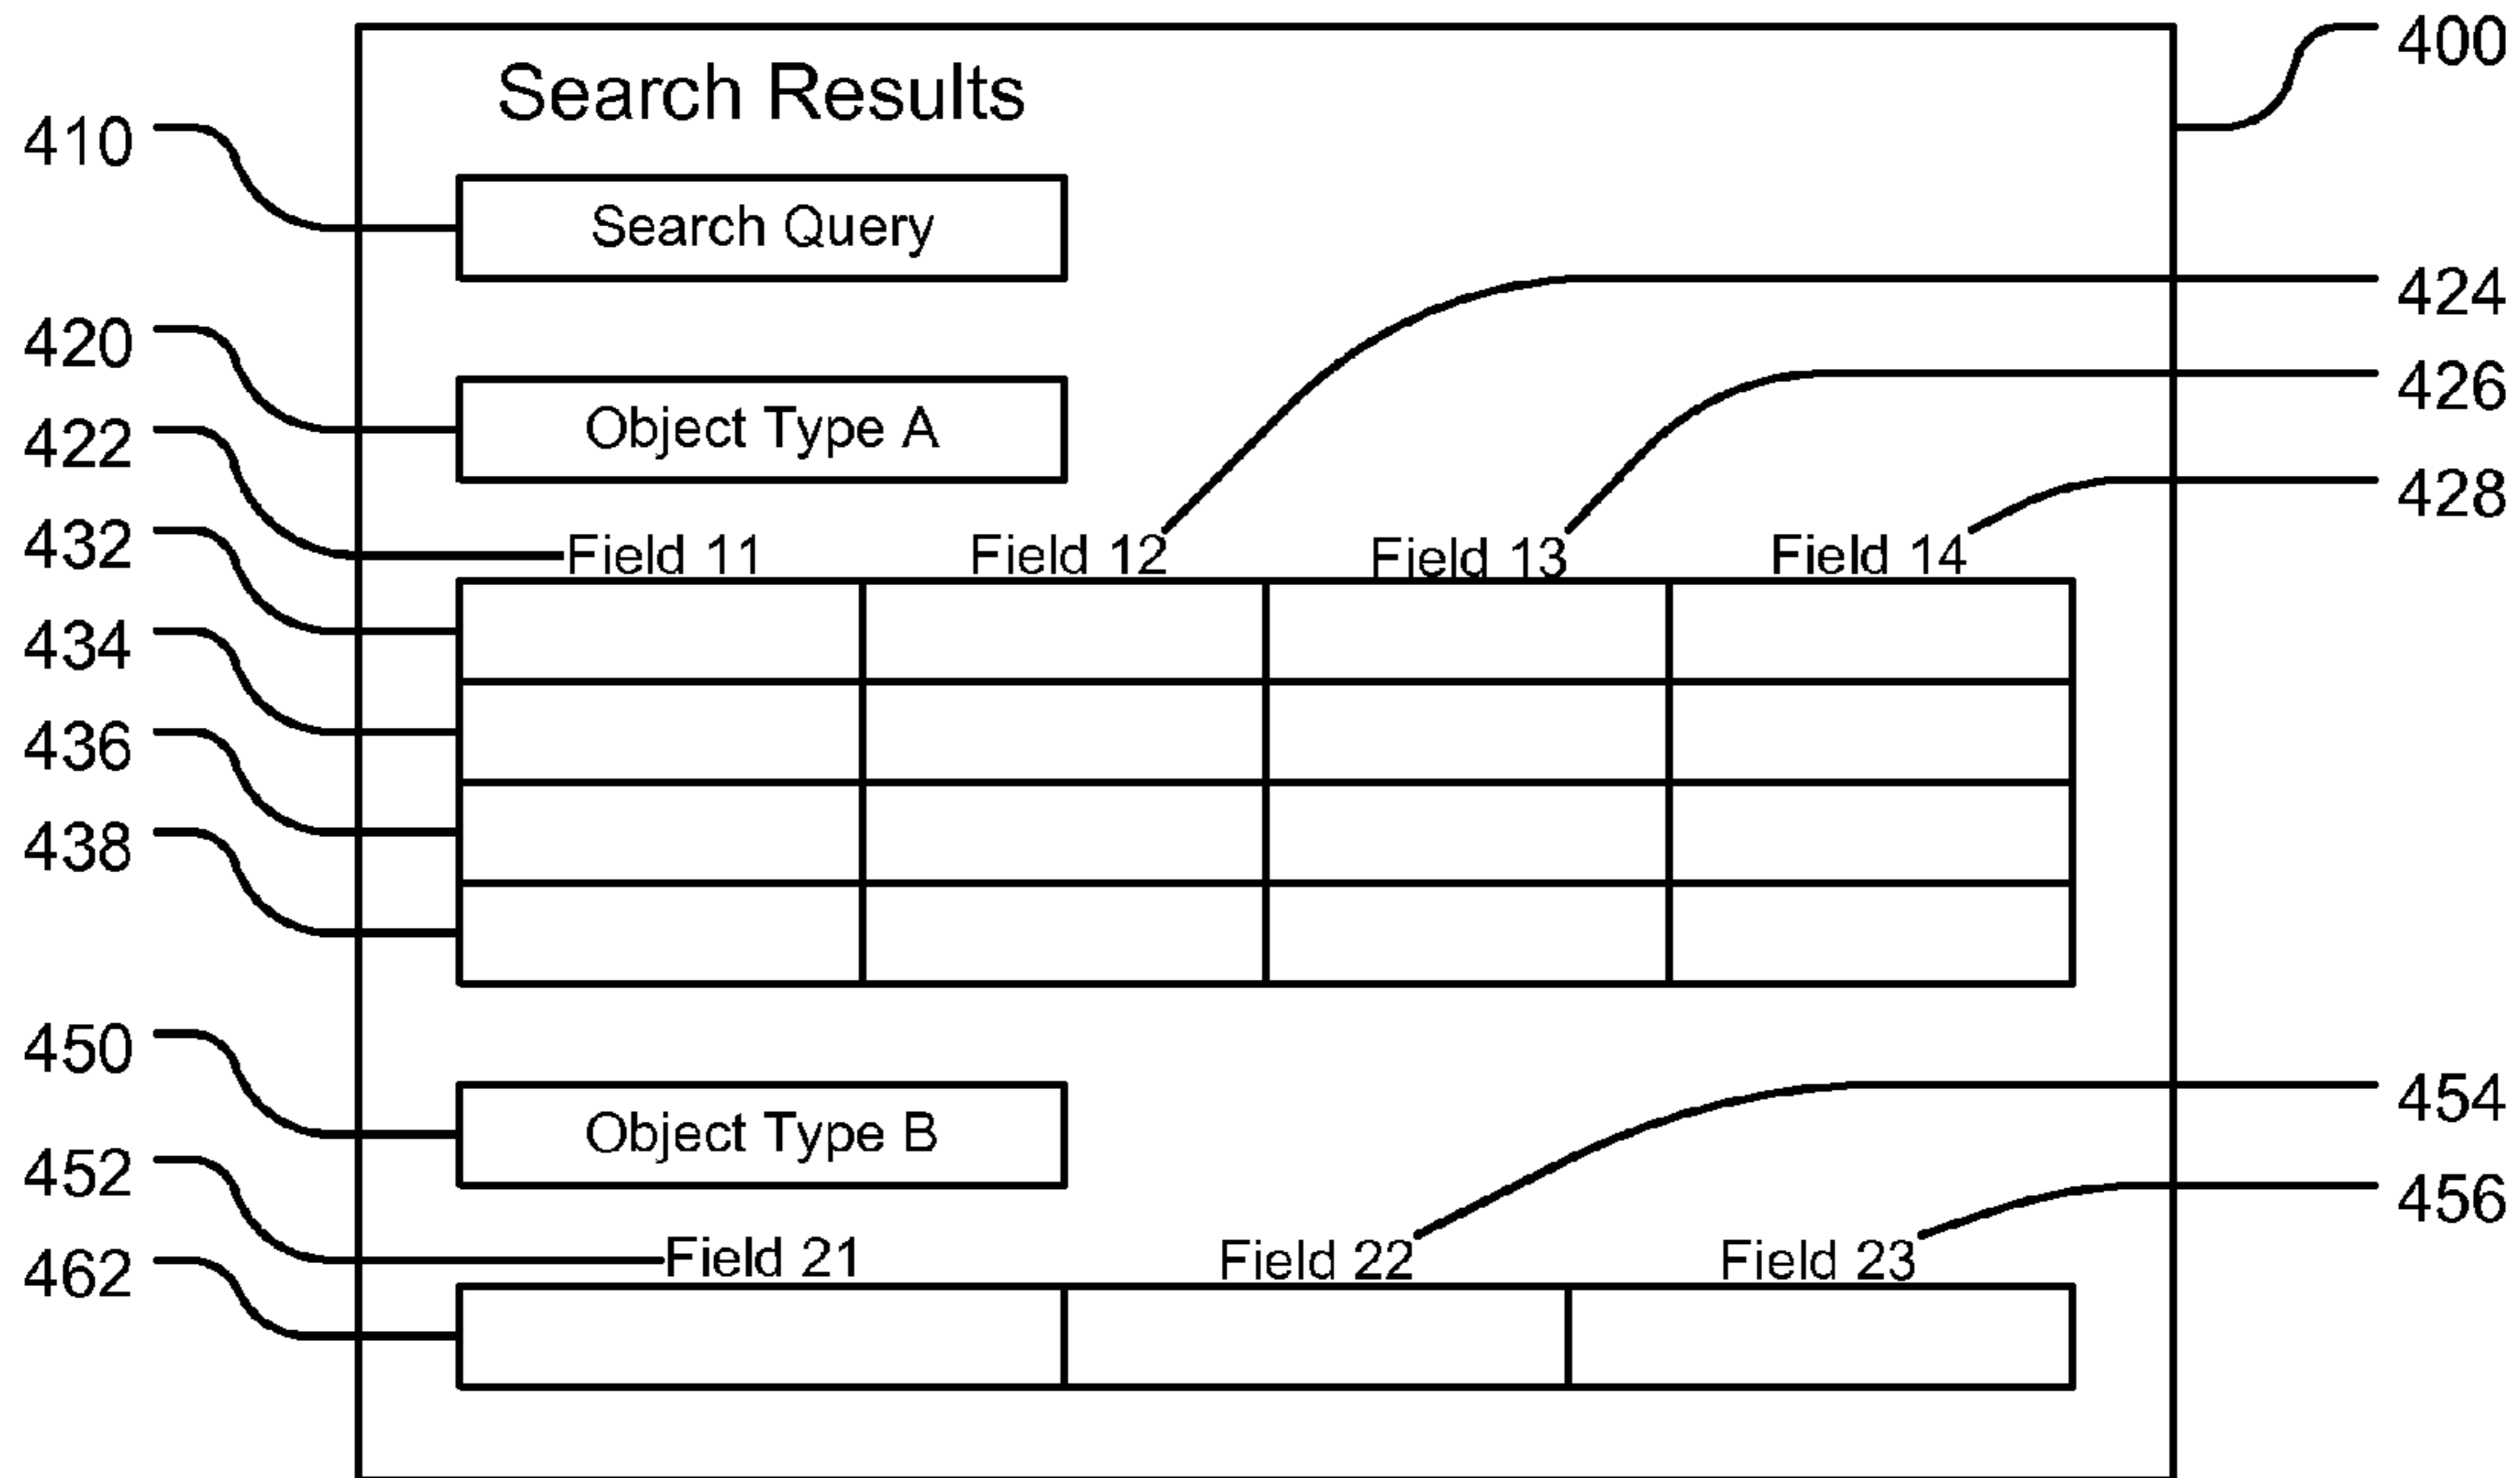 Search Results
400
410
Search Query
424
420
Object Type A
426
422
428
432
Field 11 Field 12 Field 13 Field 14
434
436
438
450
Object Type B
454
452
456
462
Field 21 Field 22 Field 23